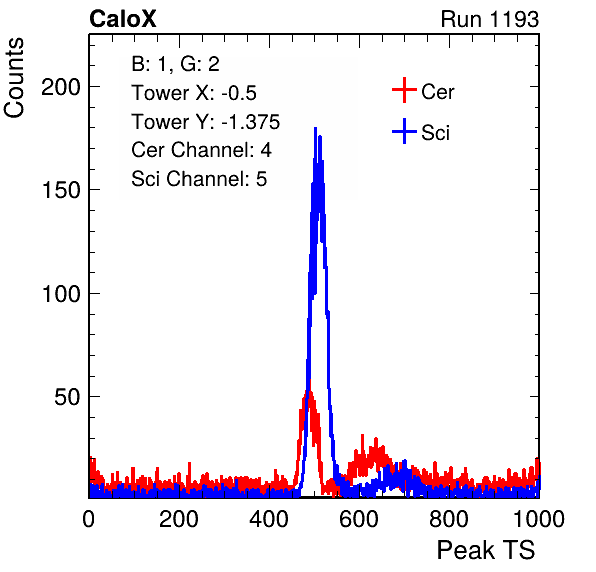 CaloX Run 1193
Counts
B: 1, G: 2
Tower X: -0.5
Tower Y: -1.375
Cer Channel: 4
Sci Channel: 5
Cer
Sci
200
150
100
50
0 200 400 600 800 1000
Peak TS